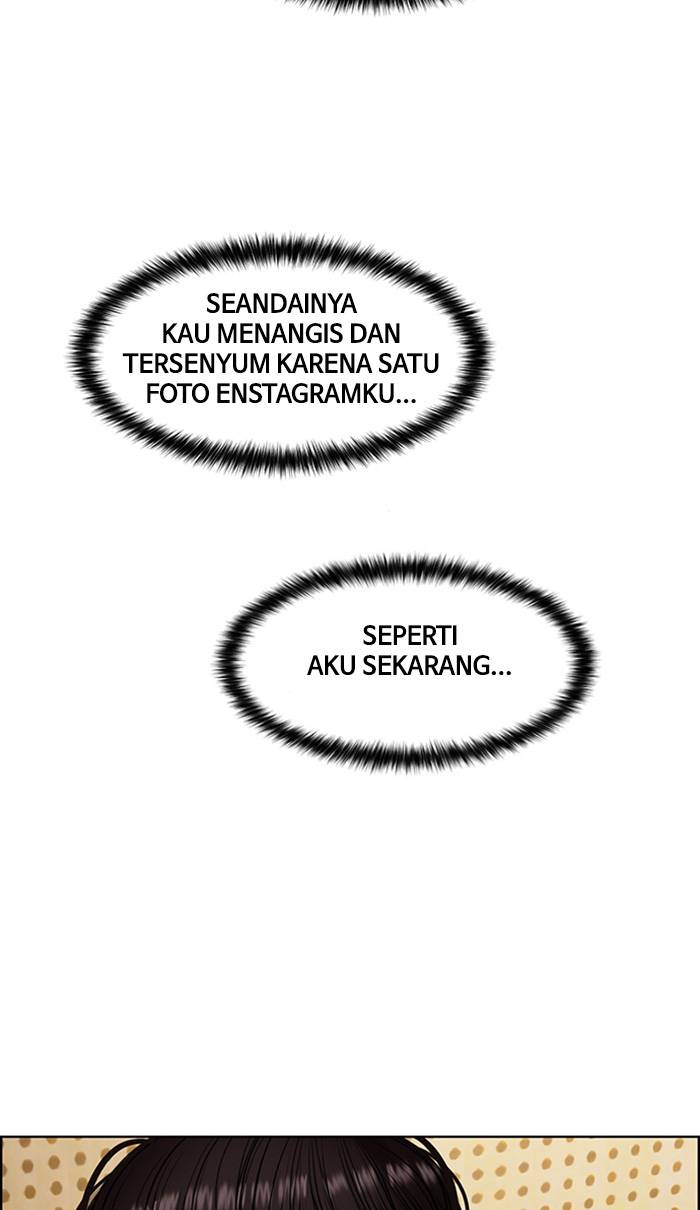 SEANDAINYA
KAU MENANGIS DAN
TERSENYUM KARENA SATU
FOTO ENSTAGRAMKU...
SEPERTI
AKU SEKARANG...